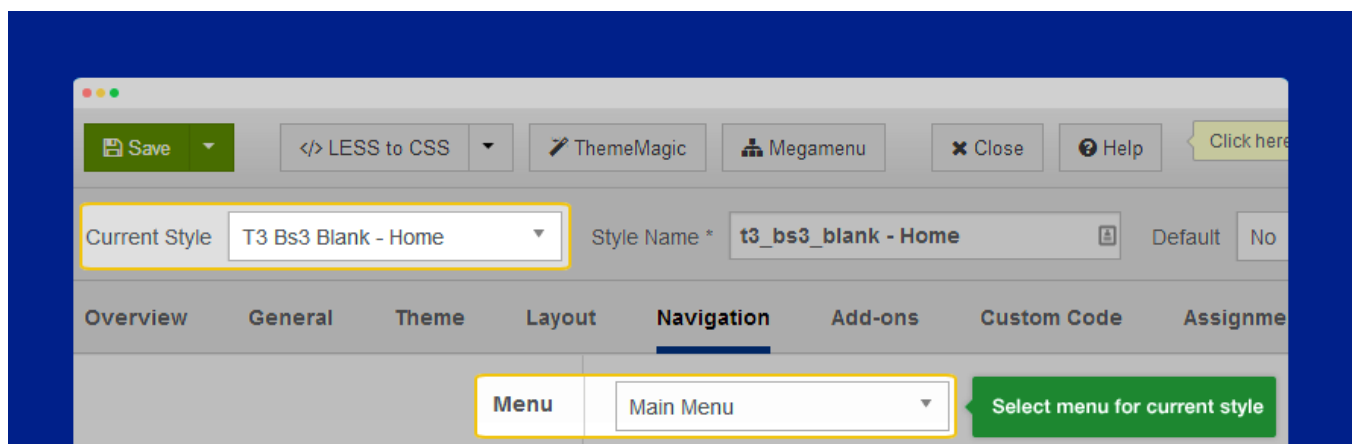 Save </> LESS to CSS ThemeMagic Megamenu Close Help Click here
Current Style T3 Bs3 Blank - Home Style Name * t3_bs3_blank - Home Default No
Overview General Theme Layout Navigation Add-ons Custom Code Assignme
Menu Main Menu Select menu for current style